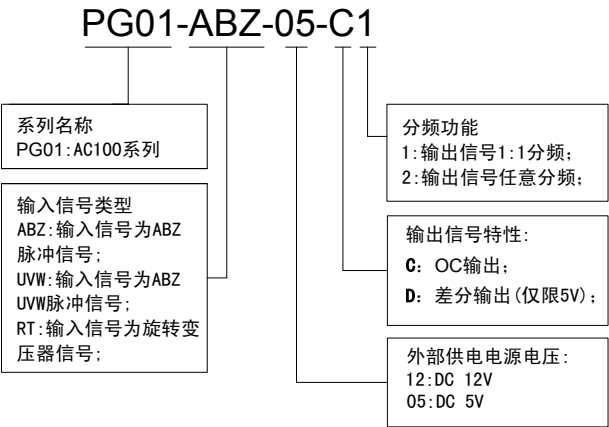 PG01-ABZ-05-C1
系列名称
PG01:AC100系列
输入信号类型
ABZ:输入信号为ABZ
脉冲信号;
UVW:输入信号为ABZ
UVW脉冲信号;
RT:输入信号为旋转变
压器信号;
分频功能
1:输出信号1:1分频;
2:输出信号任意分频;
输出信号特性:
C: OC输出;
D: 差分输出(仅限5V);
外部供电电源电压:
12:DC 12V
05:DC 5V